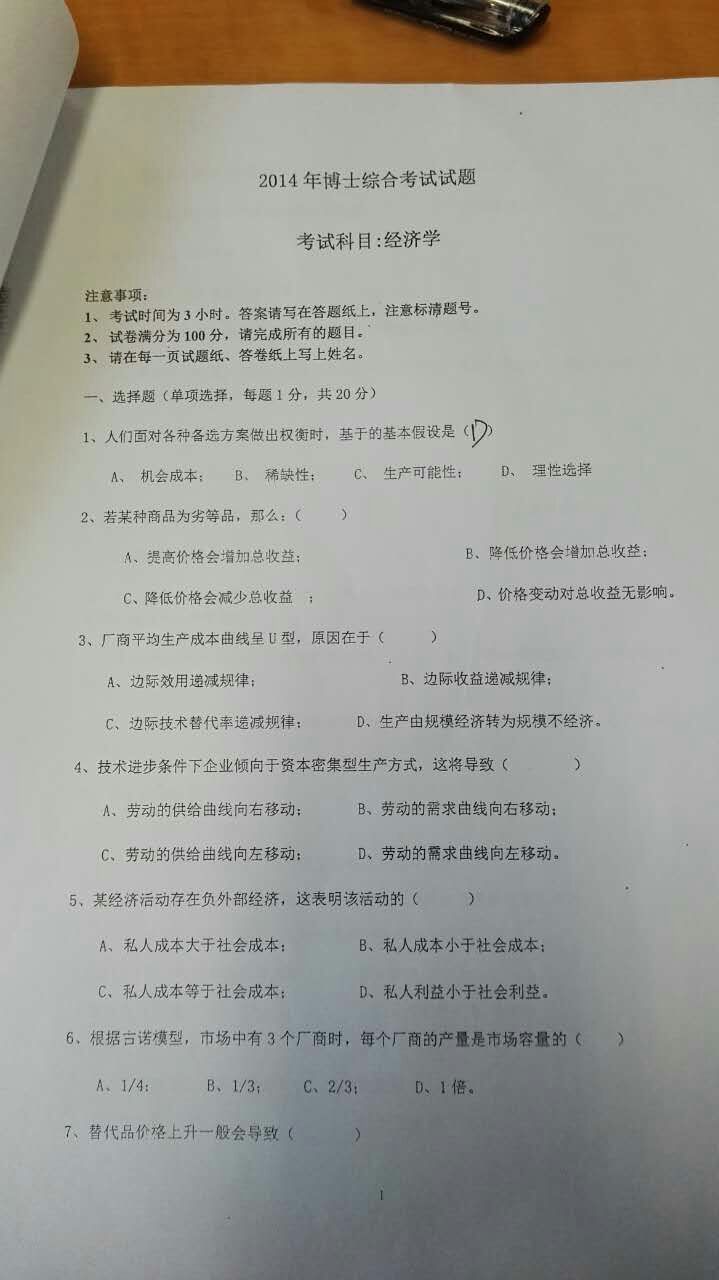 2014年博士综合考试试题
考试科目:经济学
注意事项:
1、考试时间为3小时。答案请写在答题纸上，注意标清题号。
2、试卷满分为100分，请完成所有的题目。
3、请在每一页试题纸、答卷纸上写上姓名。
一、选择题（单项选择，每题1分，共20分）
1、人们面对各种备选方案做出权衡时，基于的基本假设是（D）
A、 机会成本； B、 稀缺性； C、 生产可能性； D、 理性选择
2、若某种商品为劣等品，那么:（ ）
A、提高价格会增加总收益； B、降低价格会增加总收益；
C、降低价格会减少总收益 ； D、价格变动对总收益无影响。
3、厂商平均生产成本曲线呈U型，原因在于（ ）
A、边际效用递减规律； B、边际收益递减规律；
C、边际技术替代率递减规律； D、生产由规模经济转为规模不经济。
4、技术进步条件下企业倾向于资本密集型生产方式，这将导致（ ）
A、劳动的供给曲线向右移动； B、劳动的需求曲线向右移动；
C、劳动的供给曲线向左移动； D、劳动的需求曲线向左移动。
5、某经济活动存在负外部经济，这表明该活动的（ ）
A、私人成本大于社会成本； B、私人成本小于社会成本；
C、私人成本等于社会成本； D、私人利益小于社会利益。
6、根据古诺模型，市场中有3个厂商时，每个厂商的产量是市场容量的（ ）
A、1/4； B、1/3； C、2/3； D、1倍。
7、替代品价格上升一般会导致（ ）
1